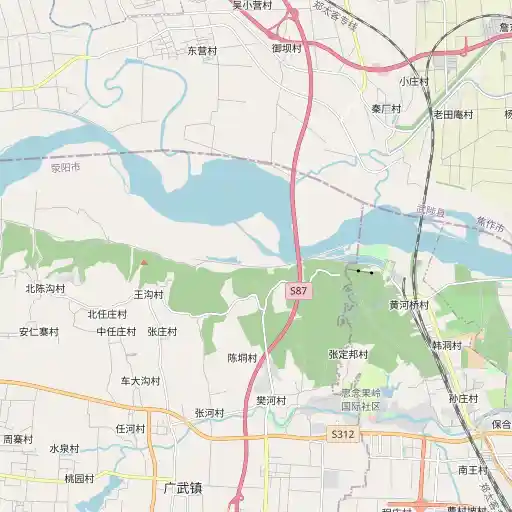 吴小营村
郑太客专线
御坝村
东营村
小庄村
秦厂村
老田庵村
荥阳市
武陟县
焦作市
北陈沟村
王沟村
S87
黄河桥村
北任庄村
安仁寨村
中任庄村
张庄村
韩洞村
陈垌村
张定邦村
车大沟村
思念果岭
国际社区
孙庄村
樊河村
张河村
任河村
保合
周寨村
S312
水泉村
南王村
桃园村
广武镇